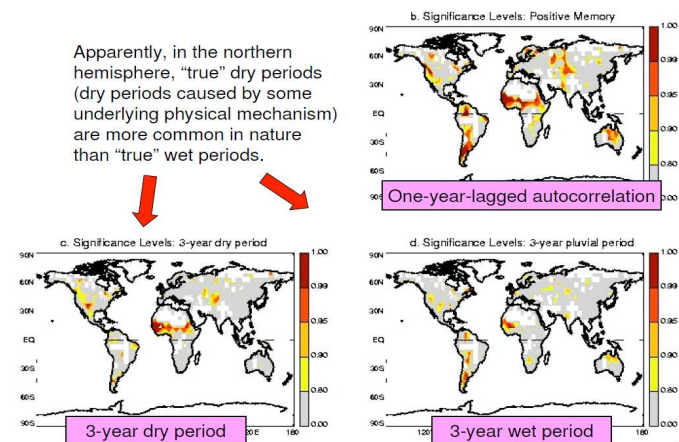 b. Significance Levels: Positive Memory
Apparently, in the northern
hemisphere, “true” dry periods
(dry periods caused by some
underlying physical mechanism)
are more common in nature
than “true” wet periods.
90N
60N
30N
EQ
30S
60S
1.00
0.99
0.95
0.90
0.80
One-year-lagged autocorrelation
c. Significance Levels: 3-year dry period
90N
60N
30N
EQ
30S
60S
90S
1.00
0.99
0.95
0.90
0.80
0.00
3-year dry period
180
d. Significance Levels: 3-year pluvial period
90N
60N
30N
EQ
30S
60S
90S
1.00
0.99
0.95
0.90
0.80
0.00
3-year wet period
180